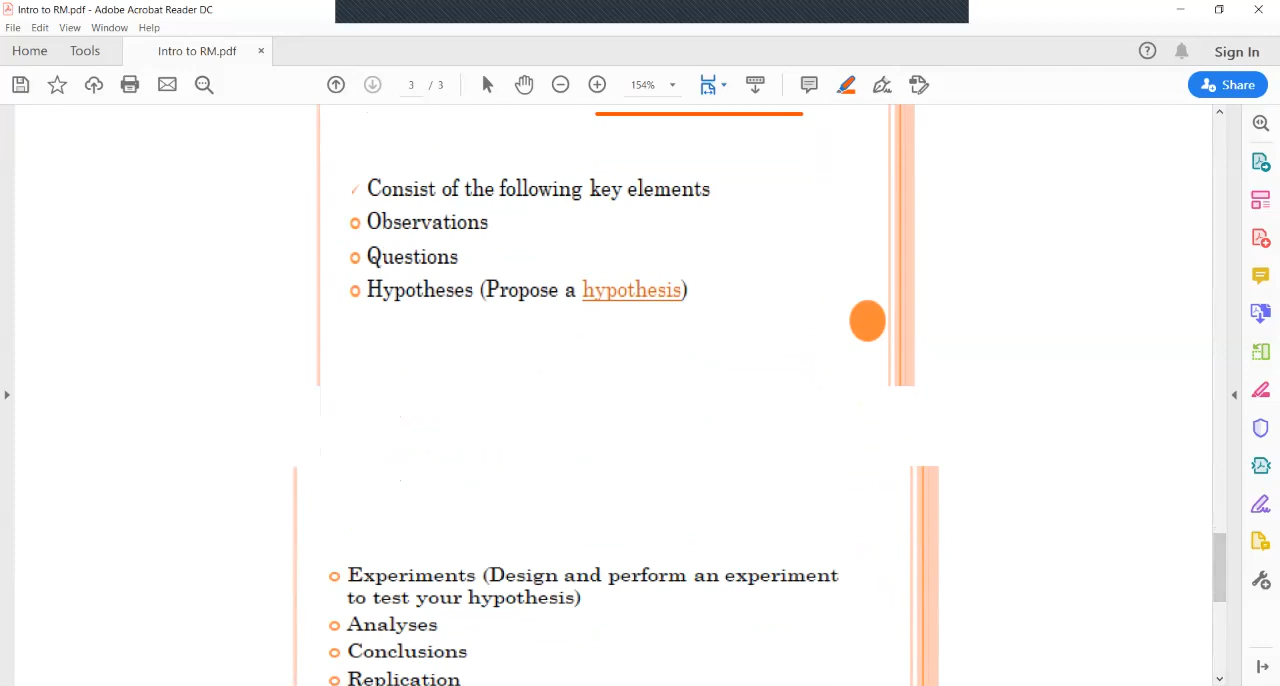 Intro to RM.pdf - Adobe Acrobat Reader DC
File Edit View Window Help
Home Tools Intro to RM.pdf × Sign In
3 / 3 154% Share
✓ Consist of the following key elements
Observations
Questions
Hypotheses (Propose a hypothesis)
Experiments (Design and perform an experiment
to test your hypothesis)
Analyses
Conclusions
Replication